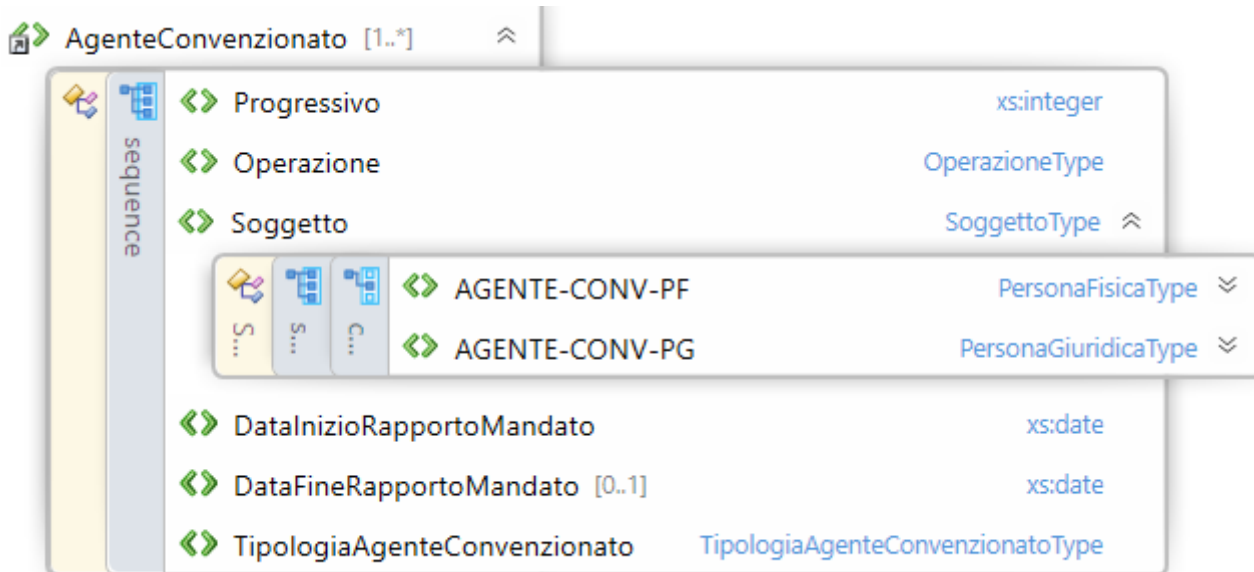 AgenteConvenzionato [1..*]
sequence
Progressivo xs:integer
Operazione OperazioneType
Soggetto SoggettoType
S...
s...
c...
AGENTE-CONV-PF PersonaFisicaType
AGENTE-CONV-PG PersonaGiuridicaType
DataInizioRapportoMandato xs:date
DataFineRapportoMandato [0..1] xs:date
TipologiaAgenteConvenzionato TipologiaAgenteConvenzionatoType